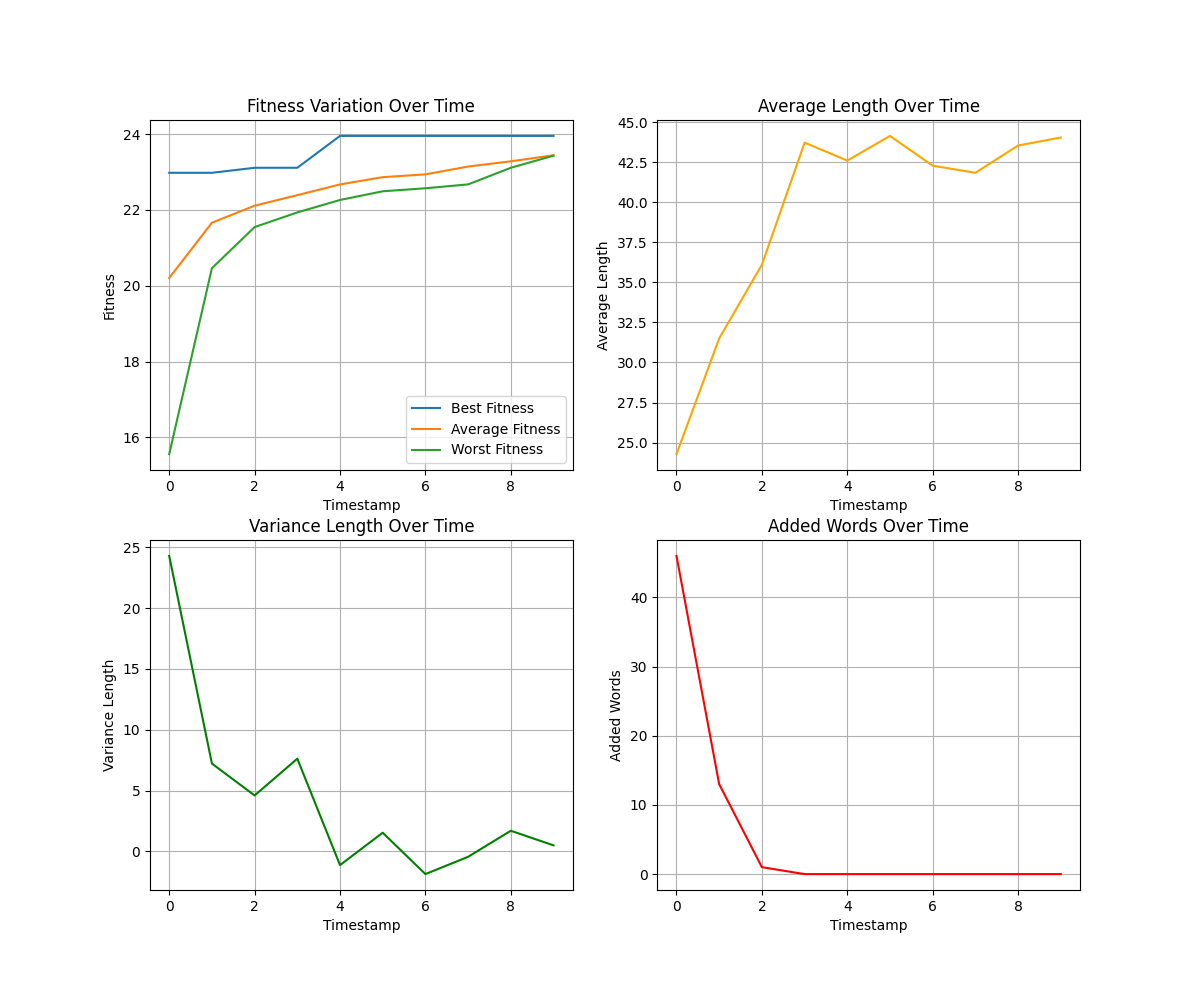 Fitness Variation Over Time
24
22
20
18
16
Fitness
0 2 4 6 8
Timestamp
Best Fitness
Average Fitness
Worst Fitness
Average Length Over Time
45.0
42.5
40.0
37.5
35.0
32.5
30.0
27.5
25.0
Average Length
0 2 4 6 8
Timestamp
Variance Length Over Time
25
20
15
10
5
0
Variance Length
0 2 4 6 8
Timestamp
Added Words Over Time
40
30
20
10
0
Added Words
0 2 4 6 8
Timestamp